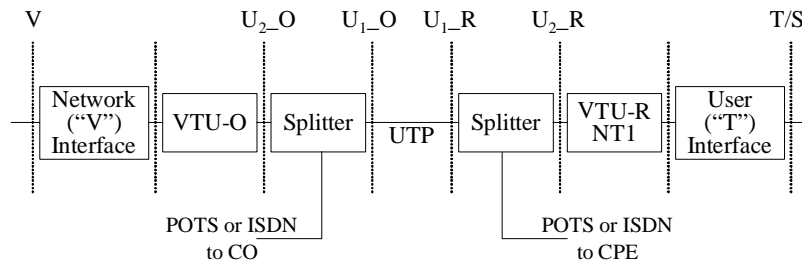 V
U2_O
U1_O
U1_R
U2_R
T/S
Network
(“V”)
Interface
VTU-O
Splitter
UTP
Splitter
VTU-R
NT1
User
(“T”)
Interface
POTS or ISDN
to CO
POTS or ISDN
to CPE